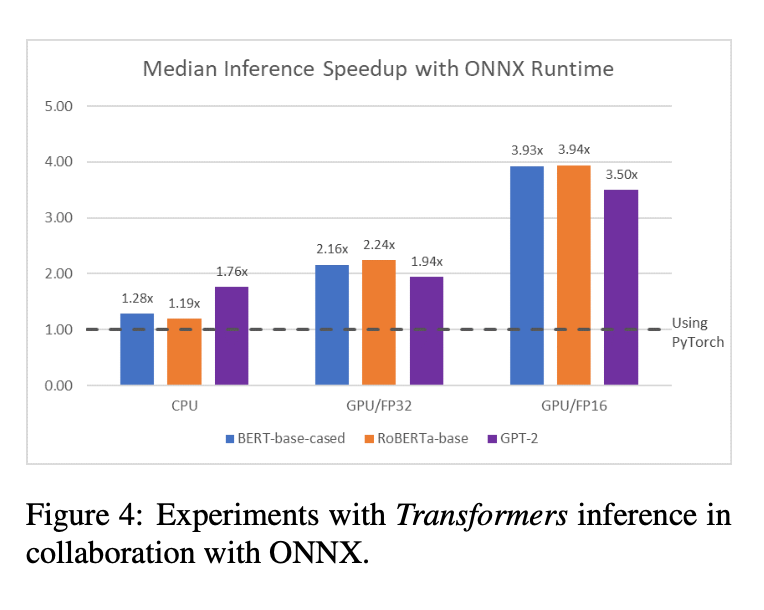 Median Inference Speedup with ONNX Runtime
5.00
4.00
3.00
2.00
1.00
0.00
1.28x
1.19x
1.76x
2.16x
2.24x
1.94x
3.93x
3.94x
3.50x
Using
PyTorch
CPU
GPU/FP32
GPU/FP16
BERT-base-cased
RoBERTa-base
GPT-2
Figure 4: Experiments with Transformers inference in
collaboration with ONNX.